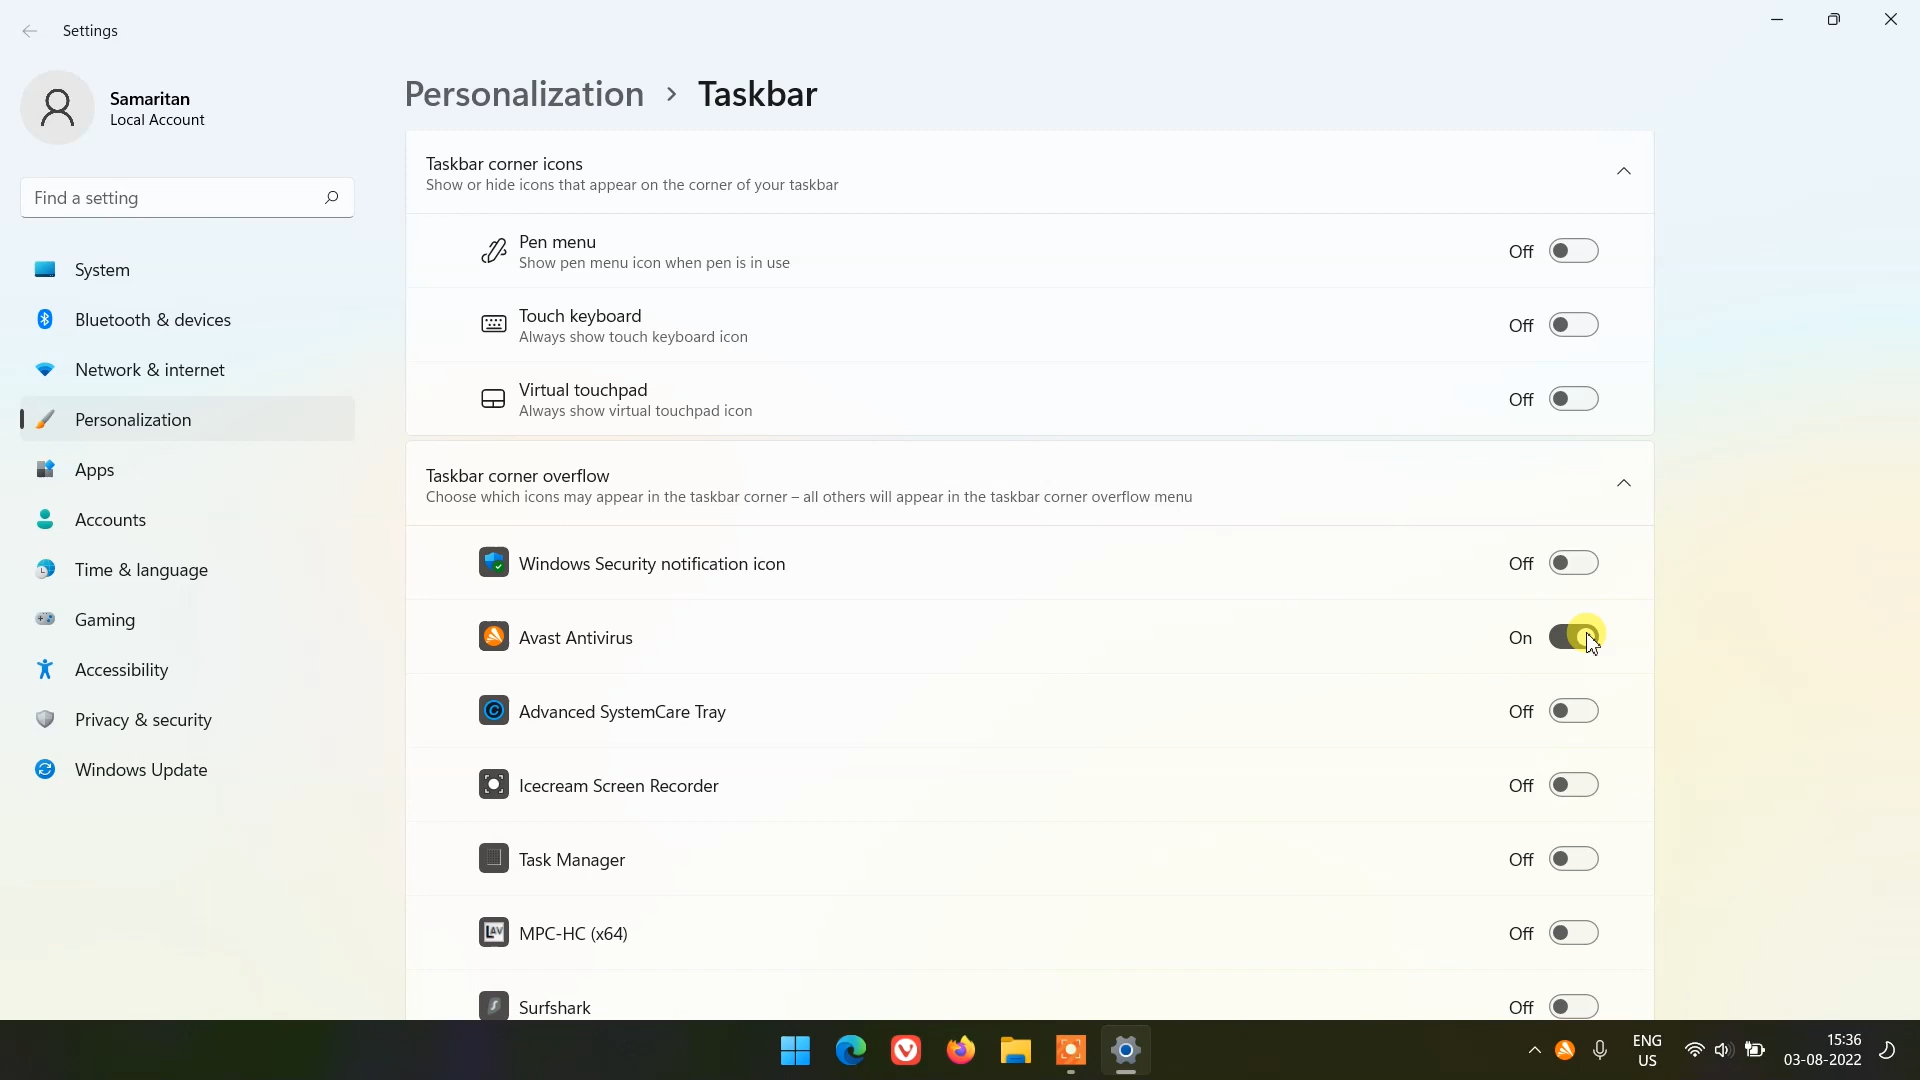 Settings
Samaritan
Local Account
Find a setting
System
Bluetooth & devices
Network & internet
Personalization
Apps
Accounts
Time & language
Gaming
Accessibility
Privacy & security
Windows Update
Personalization > Taskbar
Taskbar corner icons
Show or hide icons that appear on the corner of your taskbar
Pen menu
Show pen menu icon when pen is in use
Off
Touch keyboard
Always show touch keyboard icon
Off
Virtual touchpad
Always show virtual touchpad icon
Off
Taskbar corner overflow
Choose which icons may appear in the taskbar corner – all others will appear in the taskbar corner overflow menu
Windows Security notification icon Off
Avast Antivirus On
Advanced SystemCare Tray Off
Icecream Screen Recorder Off
Task Manager Off
LAV MPC-HC (x64) Off
Surfshark Off
ENG
US
15:36
03-08-2022